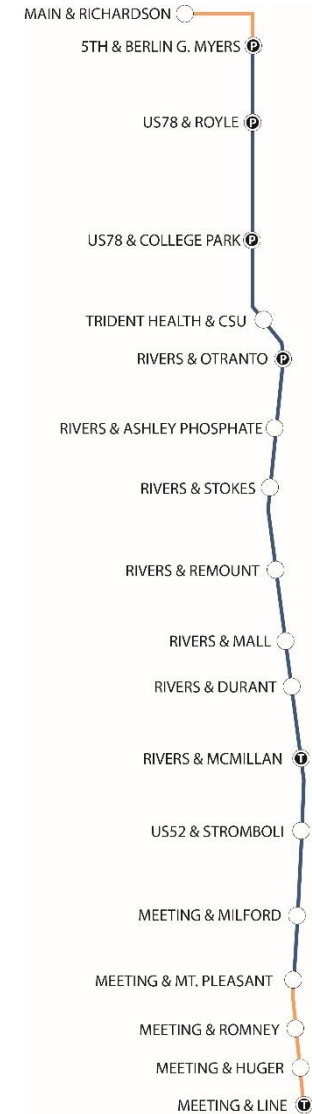 MAIN & RICHARDSON
5TH & BERLIN G. MYERS P
US78 & ROYLE P
US78 & COLLEGE PARK P
TRIDENT HEALTH & CSU
RIVERS & OTRANTO P
RIVERS & ASHLEY PHOSPHATE
RIVERS & STOKES
RIVERS & REMOUNT
RIVERS & MALL
RIVERS & DURANT
RIVERS & MCMILLAN T
US52 & STROMBOLI
MEETING & MILFORD
MEETING & MT. PLEASANT
MEETING & ROMNEY
MEETING & HUGER
MEETING & LINE T